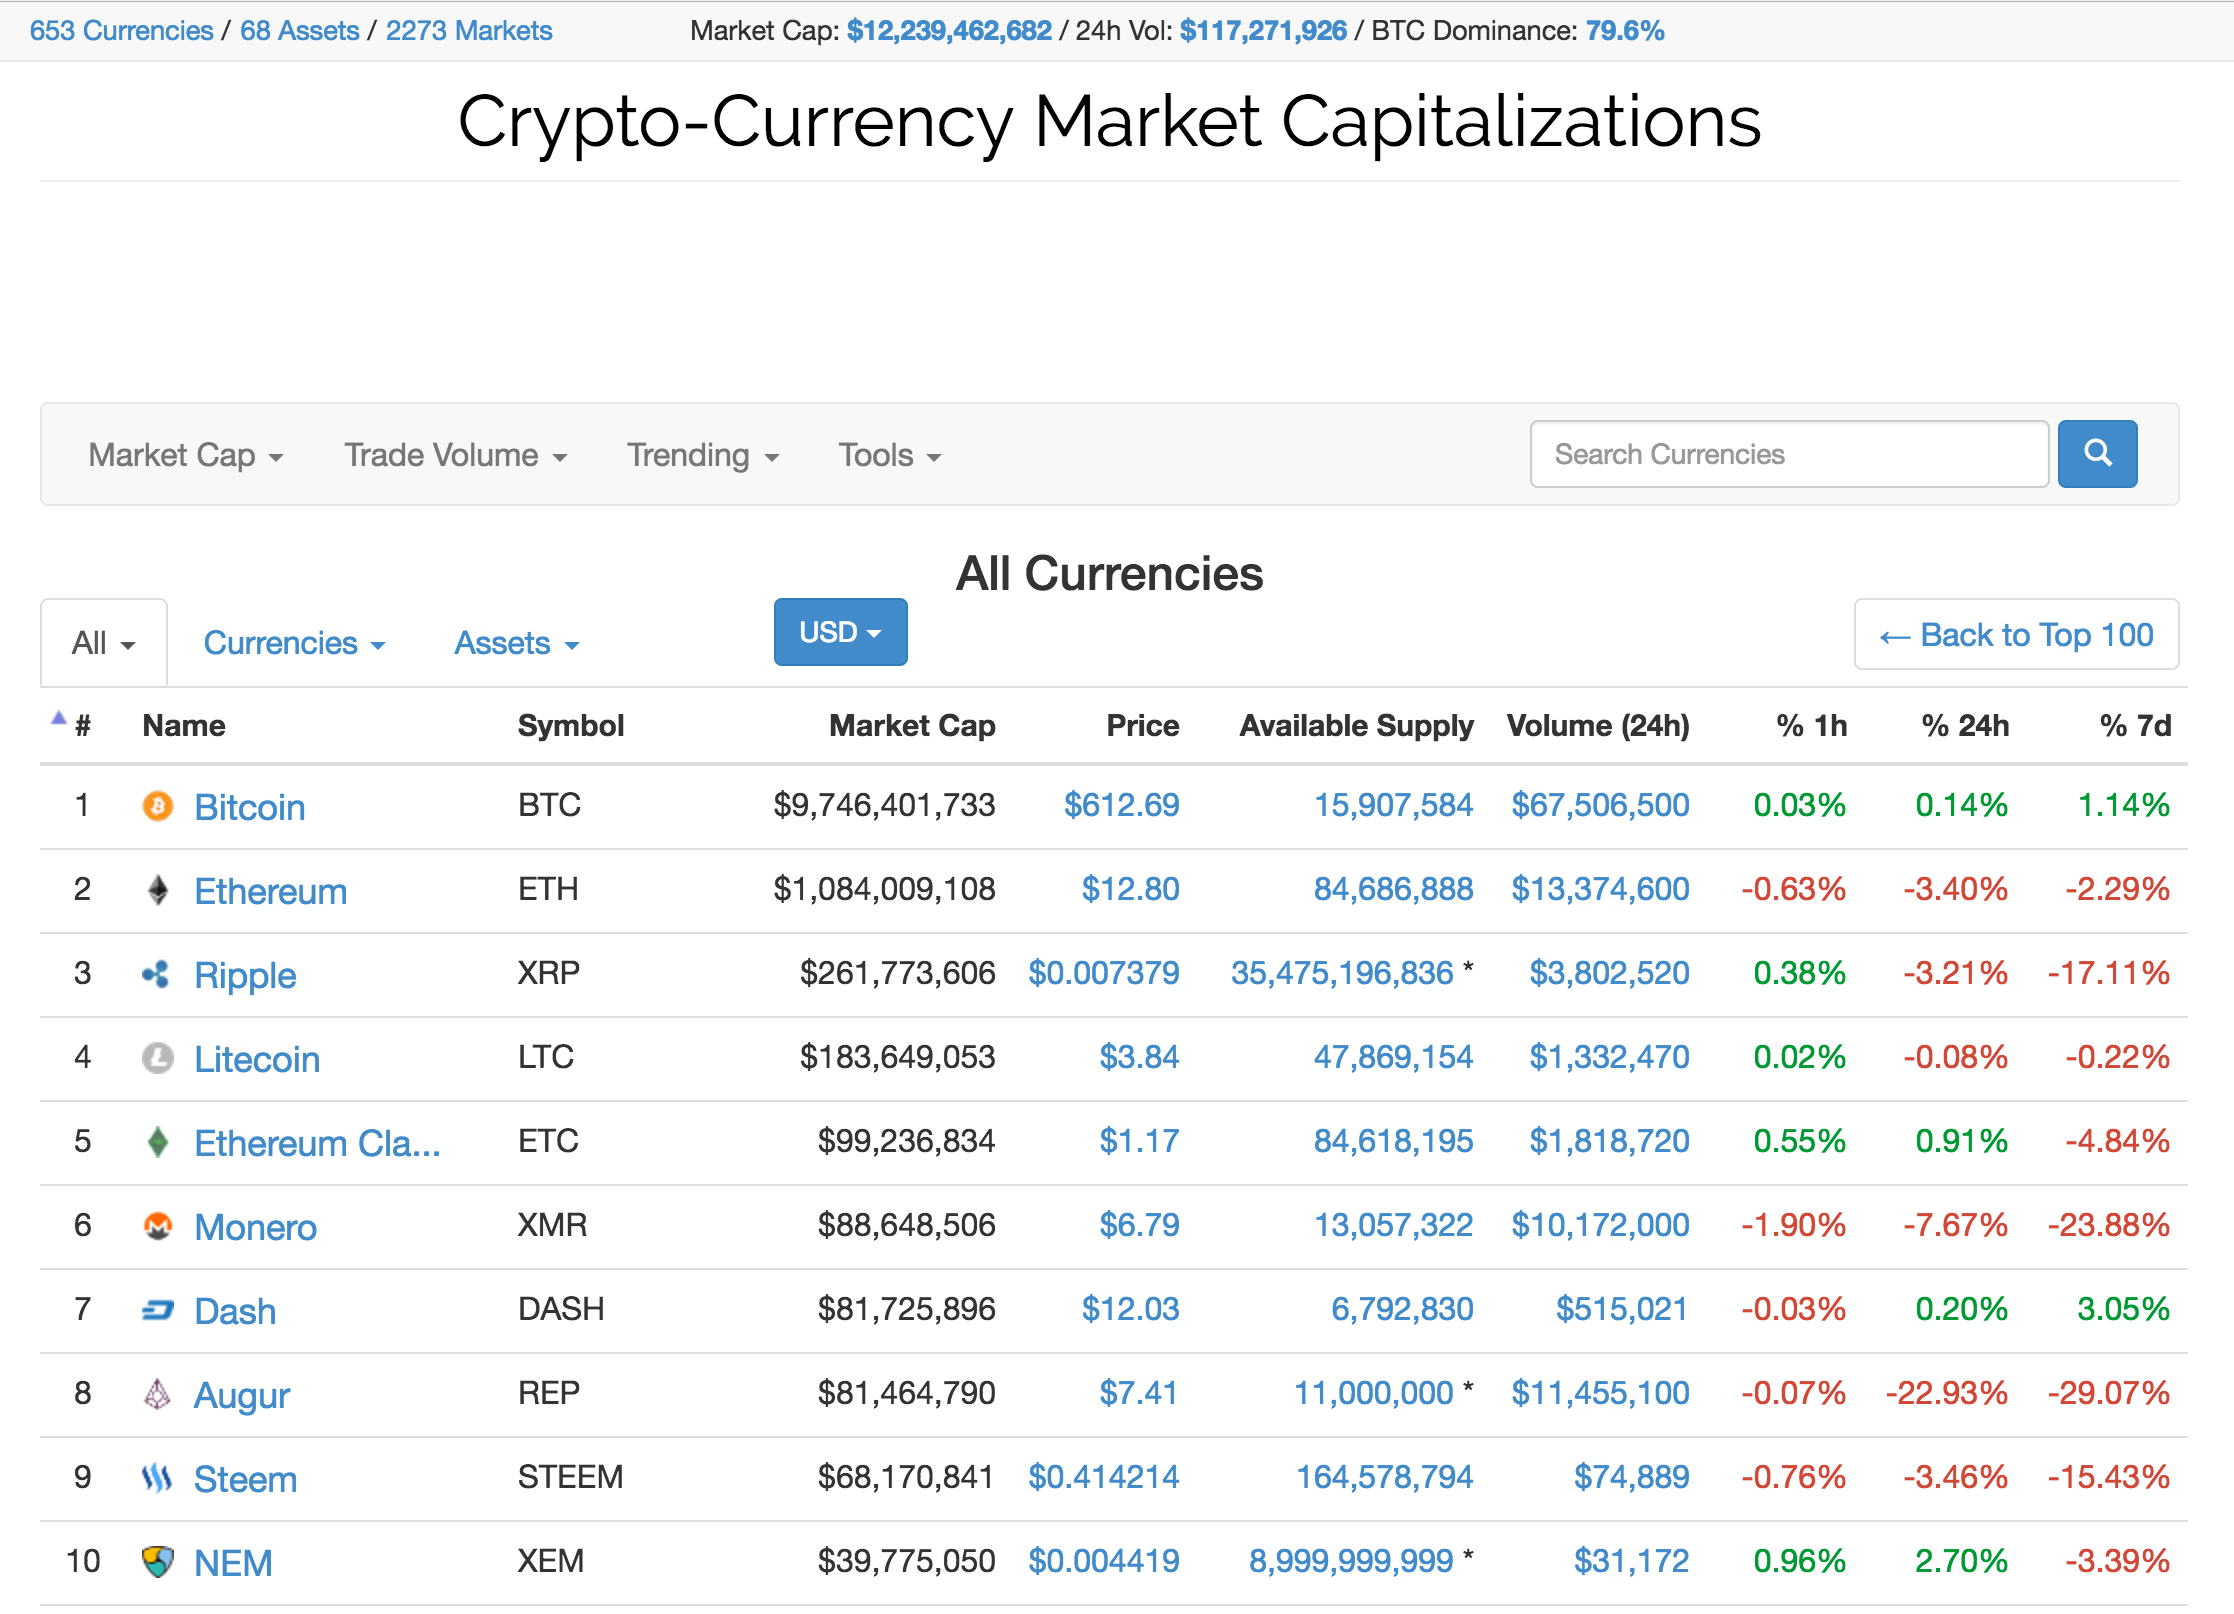 653 Currencies / 68 Assets / 2273 Markets Market Cap: $12,239,462,682 / 24h Vol: $117,271,926 / BTC Dominance: 79.6%
Crypto-Currency Market Capitalizations
Market Cap Trade Volume Trending Tools Search Currencies
All Currencies
All Currencies Assets USD ← Back to Top 100
# Name Symbol Market Cap Price Available Supply Volume (24h) % 1h % 24h % 7d
1 Bitcoin BTC $9,746,401,733 $612.69 15,907,584 $67,506,500 0.03% 0.14% 1.14%
2 Ethereum ETH $1,084,009,108 $12.80 84,686,888 $13,374,600 -0.63% -3.40% -2.29%
3 Ripple XRP $261,773,606 $0.007379 35,475,196,836 * $3,802,520 0.38% -3.21% -17.11%
4 Litecoin LTC $183,649,053 $3.84 47,869,154 $1,332,470 0.02% -0.08% -0.22%
5 Ethereum Cla... ETC $99,236,834 $1.17 84,618,195 $1,818,720 0.55% 0.91% -4.84%
6 Monero XMR $88,648,506 $6.79 13,057,322 $10,172,000 -1.90% -7.67% -23.88%
7 Dash DASH $81,725,896 $12.03 6,792,830 $515,021 -0.03% 0.20% 3.05%
8 Augur REP $81,464,790 $7.41 11,000,000 * $11,455,100 -0.07% -22.93% -29.07%
9 Steem STEEM $68,170,841 $0.414214 164,578,794 $74,889 -0.76% -3.46% -15.43%
10 NEM XEM $39,775,050 $0.004419 8,999,999,999 * $31,172 0.96% 2.70% -3.39%